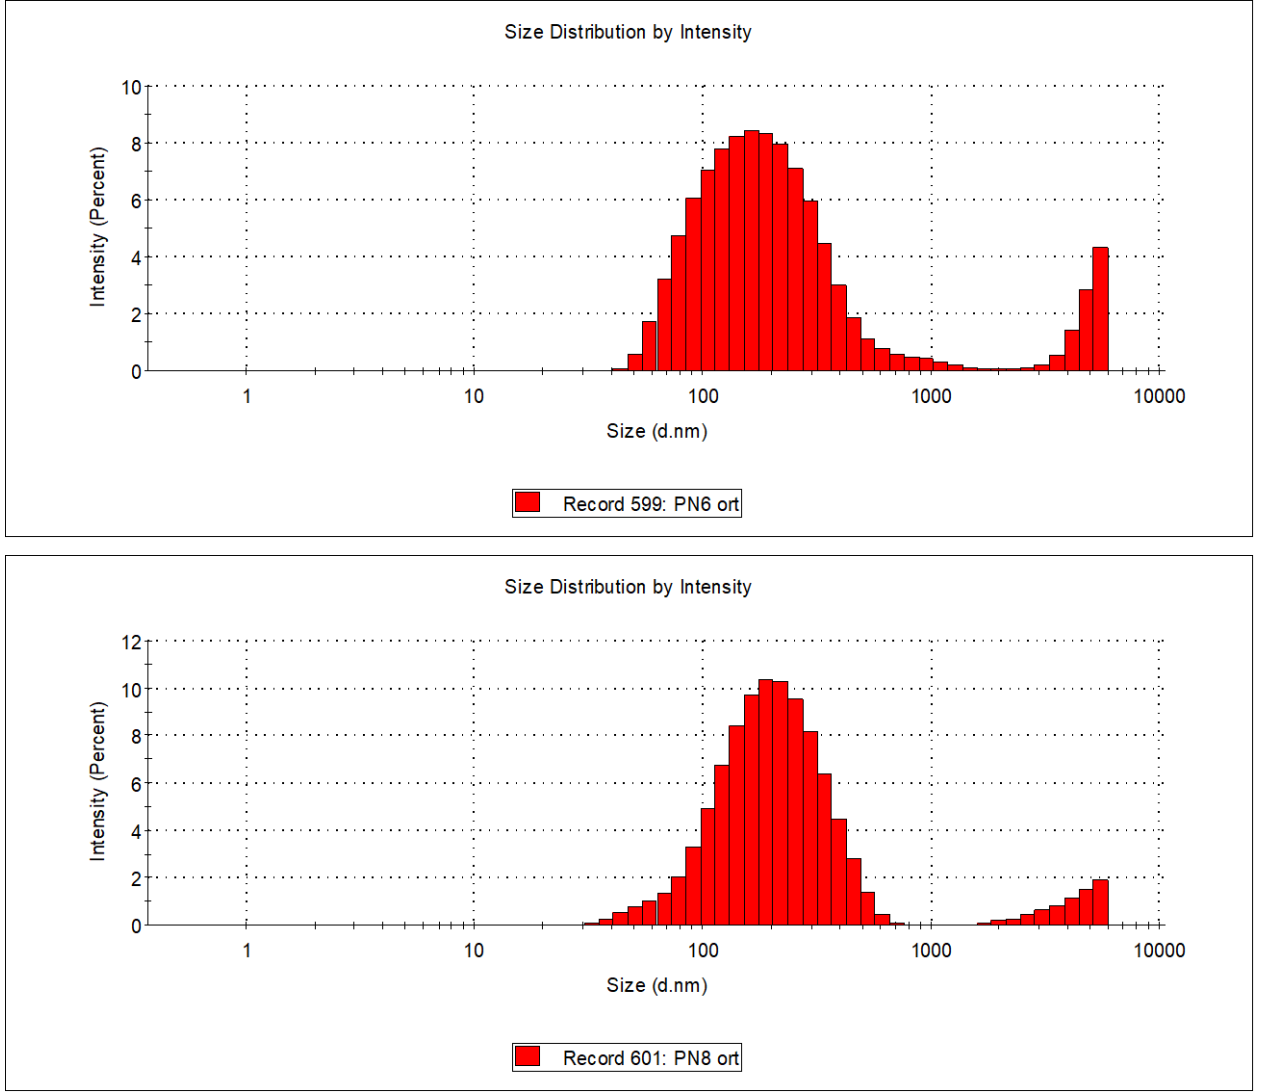 Size Distribution by Intensity
10
8
6
4
2
0
Intensity (Percent)
1 10 100 1000 10000
Size (d.nm)
Record 599: PN6 ort
Size Distribution by Intensity
12
10
8
6
4
2
0
Intensity (Percent)
1 10 100 1000 10000
Size (d.nm)
Record 601: PN8 ort